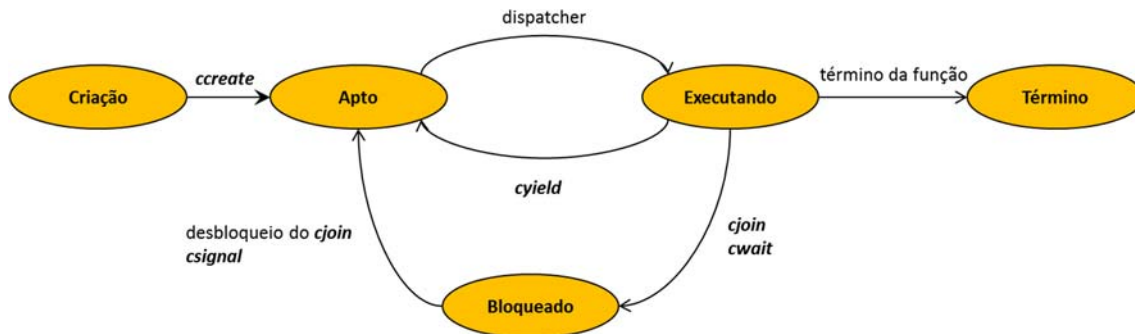 dispatcher
ccreate
término da função
Criação
Apto
Executando
Término
cyield
desbloqueio do cjoin
csignal
cjoin
cwait
Bloqueado